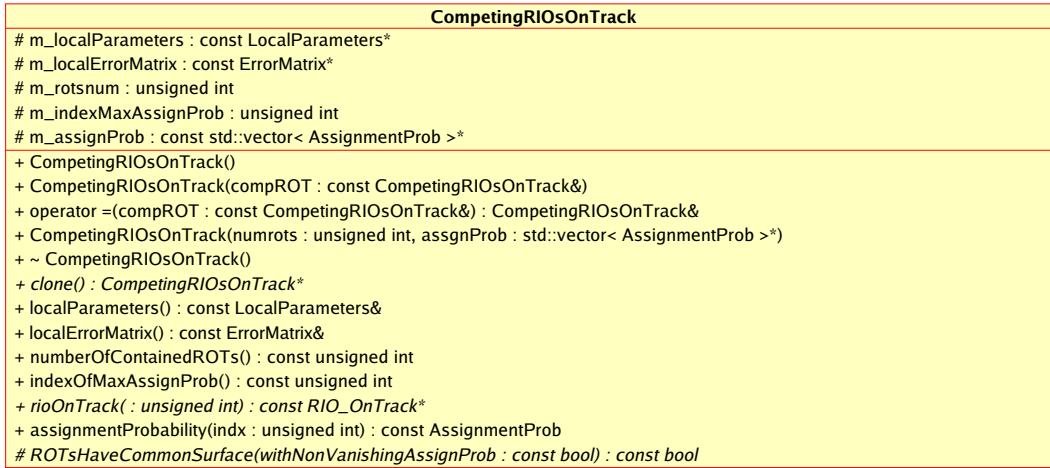 CompetingRIOsOnTrack
# m_localParameters : const LocalParameters*
# m_localErrorMatrix : const ErrorMatrix*
# m_rotsnum : unsigned int
# m_indexMaxAssignProb : unsigned int
# m_assignProb : const std::vector< AssignmentProb >*
+ CompetingRIOsOnTrack()
+ CompetingRIOsOnTrack(compROT : const CompetingRIOsOnTrack&)
+ operator =(compROT : const CompetingRIOsOnTrack&) : CompetingRIOsOnTrack&
+ CompetingRIOsOnTrack(numrots : unsigned int, assgnProb : std::vector< AssignmentProb >*)
+ ~ CompetingRIOsOnTrack()
+ clone() : CompetingRIOsOnTrack*
+ localParameters() : const LocalParameters&
+ localErrorMatrix() : const ErrorMatrix&
+ numberOfContainedROTs() : const unsigned int
+ indexOfMaxAssignProb() : const unsigned int
+ rioOnTrack( : unsigned int) : const RIO_OnTrack*
+ assignmentProbability(indx : unsigned int) : const AssignmentProb
# ROTsHaveCommonSurface(withNonVanishingAssignProb : const bool) : const bool